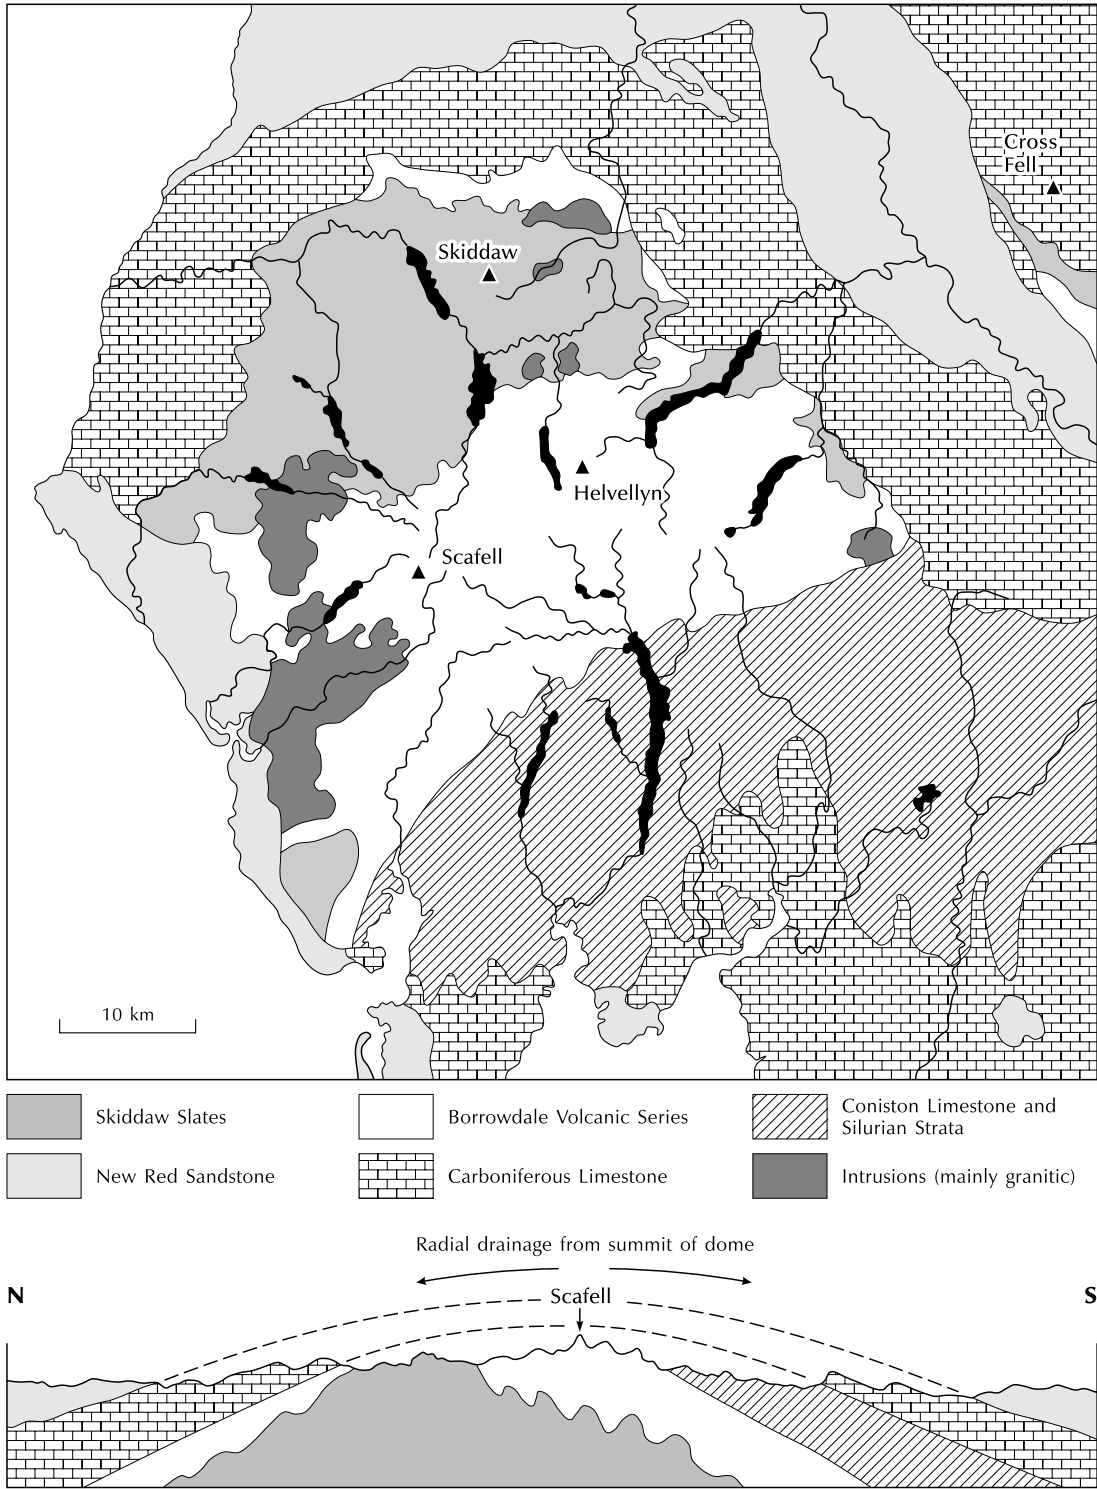 Cross
Fell
Skiddaw
Helvellyn
Scafell
10 km
Skiddaw Slates
Borrowdale Volcanic Series
Coniston Limestone and
Silurian Strata
New Red Sandstone
Carboniferous Limestone
Intrusions (mainly granitic)
Radial drainage from summit of dome
N
Scafell
S